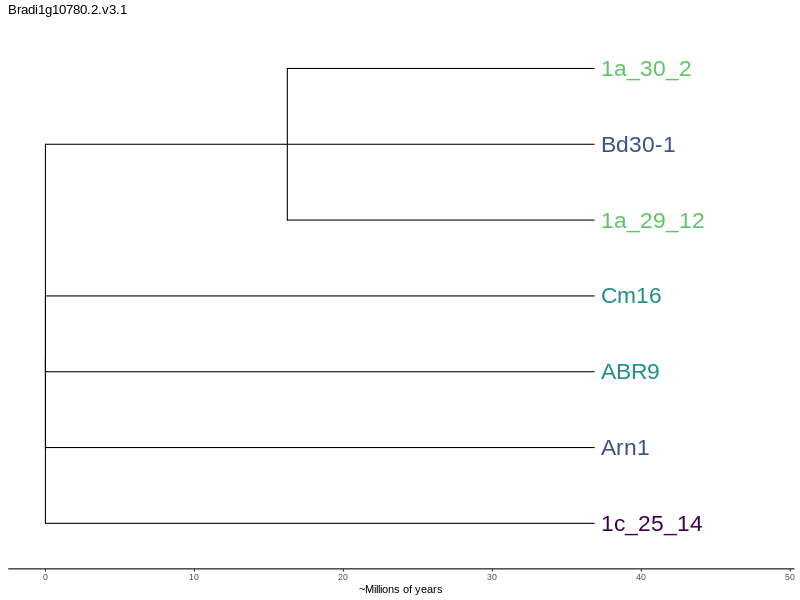 Bradi1g10780.2.v3.1
1a_30_2
Bd30-1
1a_29_12
Cm16
ABR9
Arn1
1c_25_14
0 10 20 30 40 50
~Millions of years